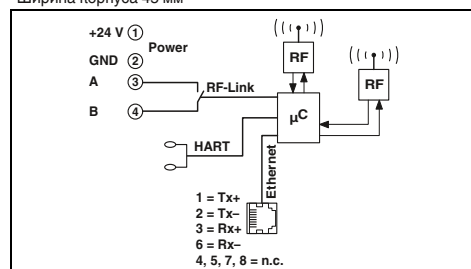 Ширина корпуса 45 мм
+24 V 1
Power
GND 2
A 3
RF-Link
B 4
RF
RF
µC
HART
Ethernet
1 = Tx+
2 = Tx–
3 = Rx+
6 = Rx–
4, 5, 7, 8 = n.c.